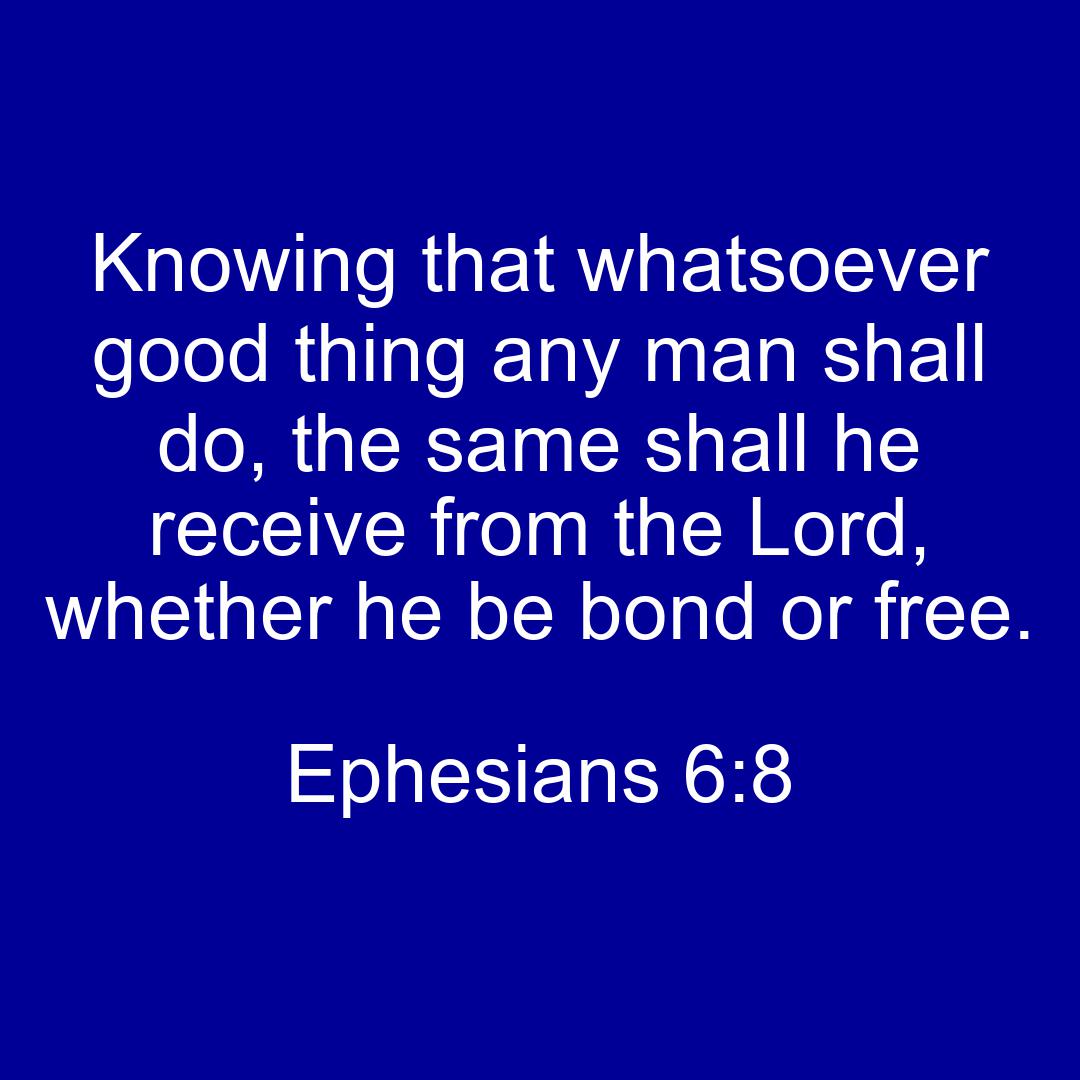 Knowing that whatsoever
good thing any man shall
do, the same shall he
receive from the Lord,
whether he be bond or free.
Ephesians 6:8